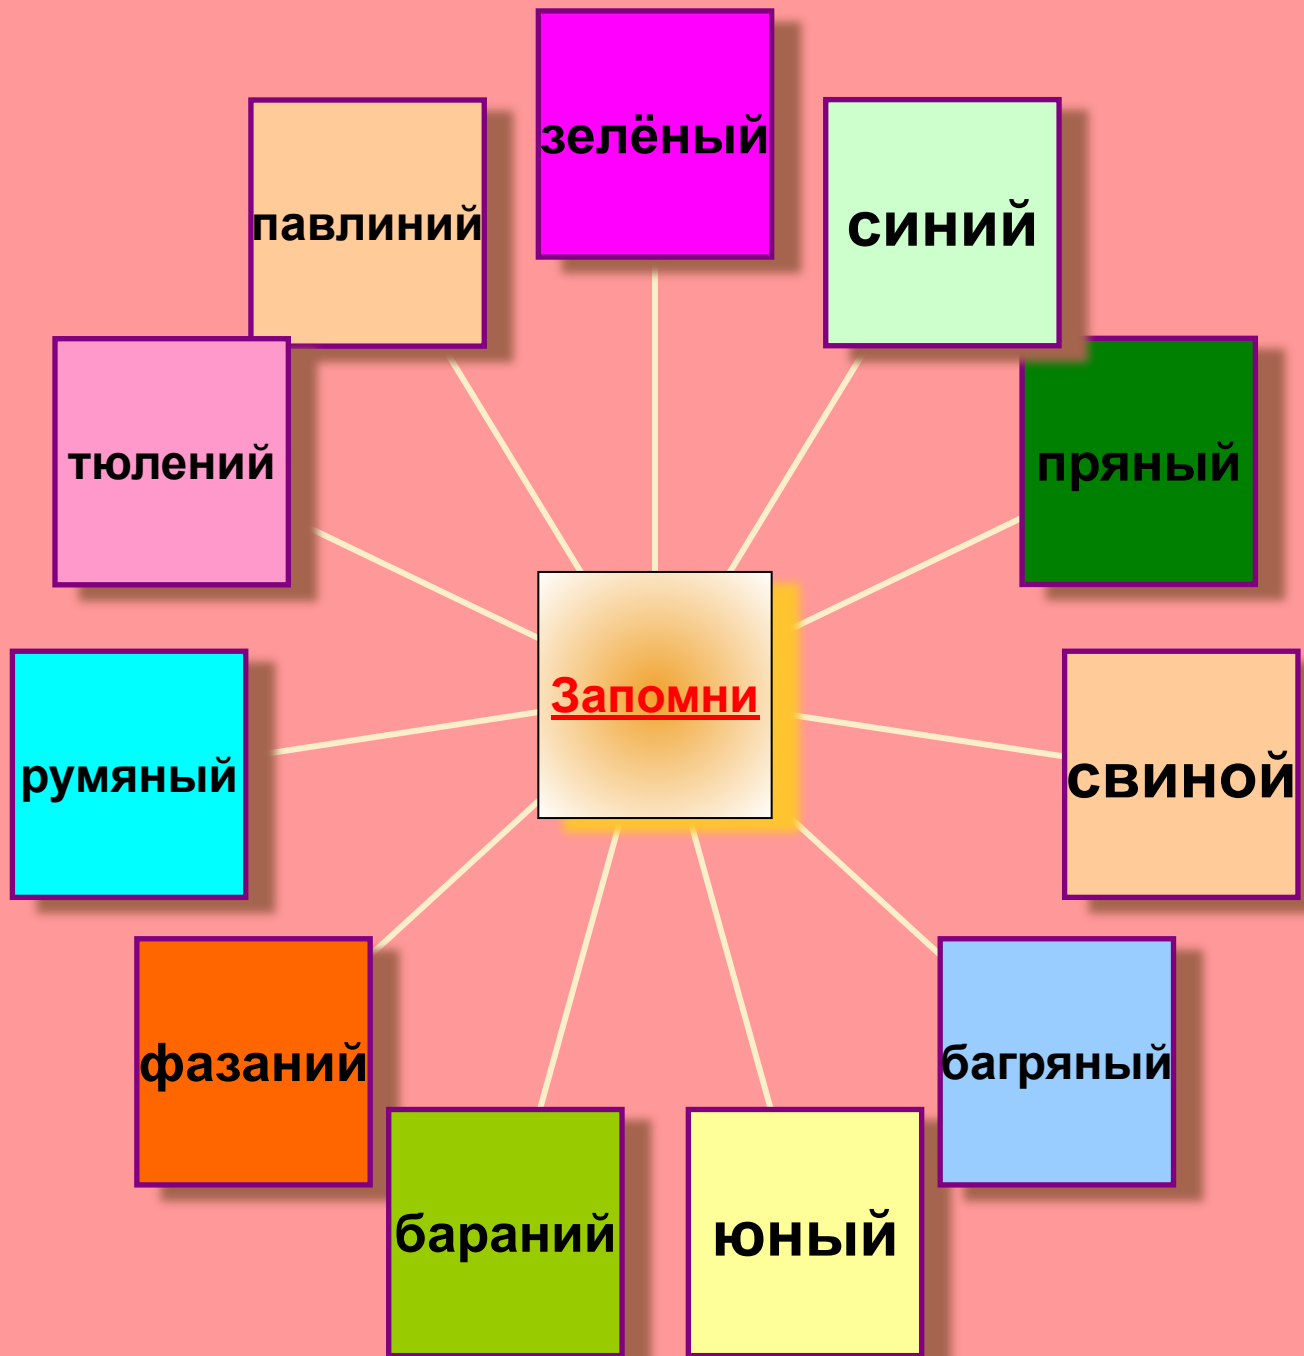 зелёный
синий
павлиний
пряный
тюлений
Запомни
свиной
румяный
багряный
фазаний
юный
бараний